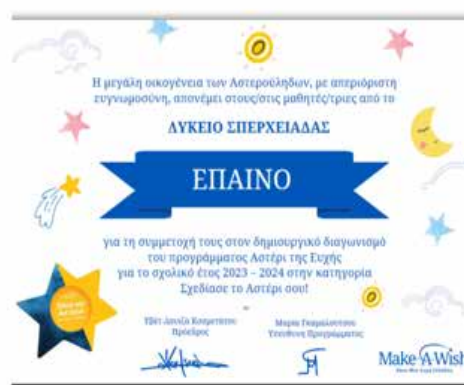 Η μεγάλη οικογένεια των Αστερούληδων, με απεριόριστη
ευγνωμοσύνη, απονέμει στους/στις μαθητές/τριες από το
ΛΥΚΕΙΟ ΣΠΕΡΧΕΙΑΔΑΣ
ΕΠΑΙΝΟ
για τη συμμετοχή τους στον δημιουργικό διαγωνισμό
του προγράμματος Αστέρι της Ευχής
για το σχολικό έτος 2023 – 2024 στην κατηγορία
Σχεδίασε το Αστέρι σου!
Πρόεδρος
Μαρία
Υπεύθυνη Προγράμματος
Make A Wish